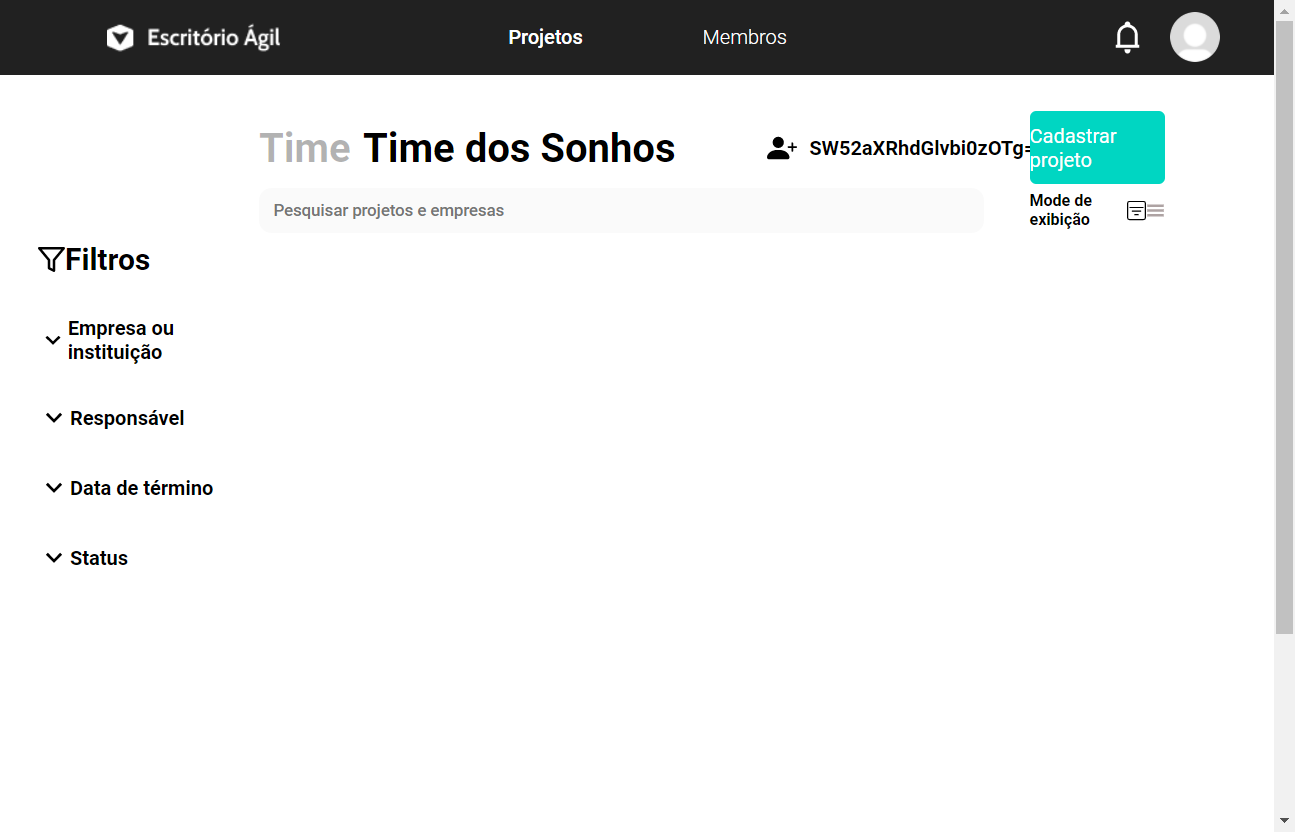 Escritório Ágil
Projetos
Membros
Time Time dos Sonhos
SW52aXRhdGlvbi0zOTg=
Cadastrar
projeto
Pesquisar projetos e empresas
Mode de
exibição
Filtros
Empresa ou
instituição
Responsável
Data de término
Status